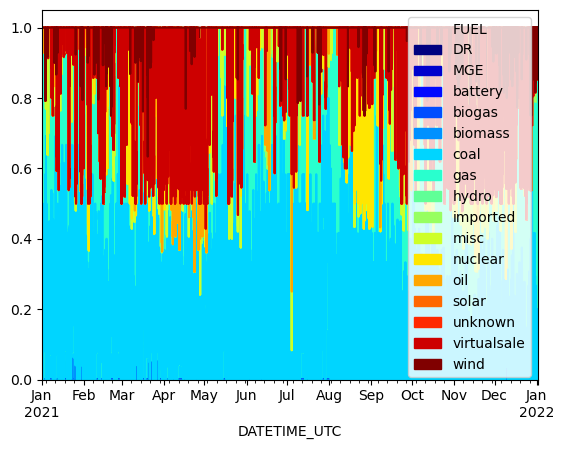 1.0
0.8
0.6
0.4
0.2
0.0
FUEL
DR
MGE
battery
biogas
biomass
coal
gas
hydro
imported
misc
nuclear
oil
solar
unknown
virtualsale
wind
Jan Feb Mar Apr May Jun Jul Aug Sep Oct Nov Dec Jan
2021 2022
DATETIME_UTC